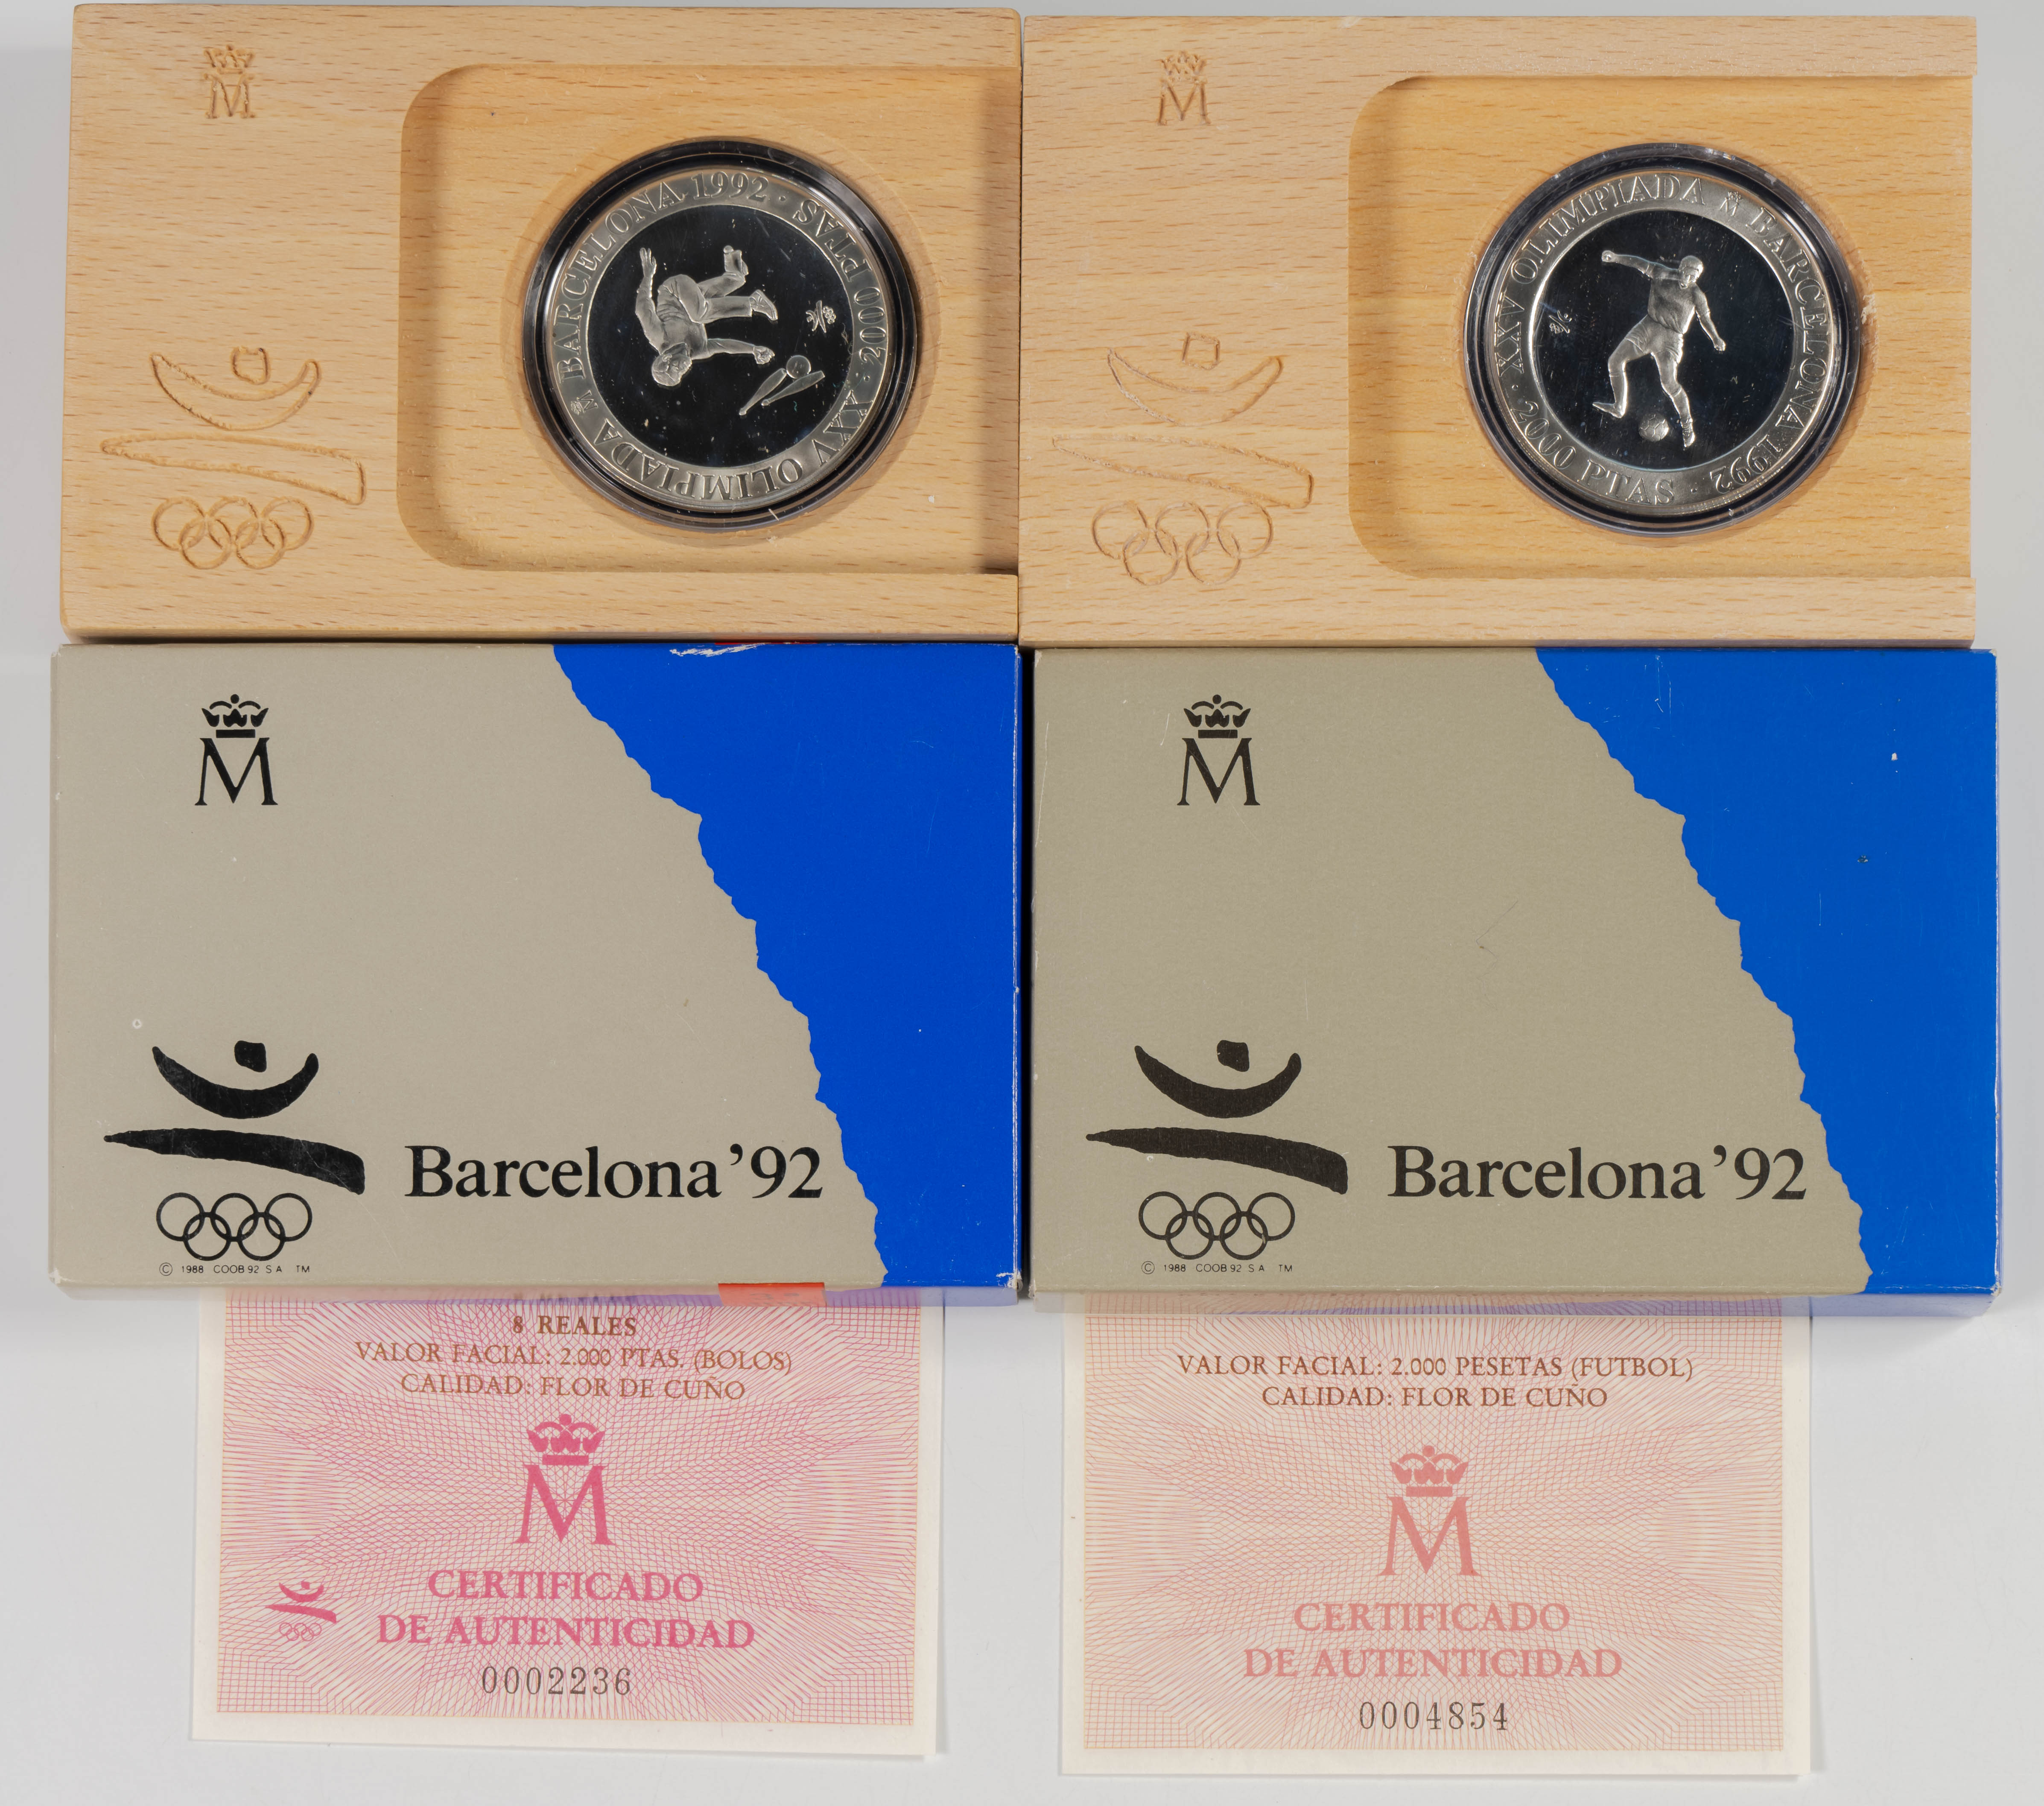 M
BARCELONA 1992 · 2000 PTAS · XXV OLIMPIADA M
M
2000 PTAS · XXV OLIMPIADA M BARCELONA 1992 ·
M
Barcelona '92
© 1988 COOB 92 S A TM
M
Barcelona '92
© 1988 COOB 92 S A TM
8 REALES
VALOR FACIAL: 2.000 PTAS. (BOLOS)
CALIDAD: FLOR DE CUÑO
M
CERTIFICADO
DE AUTENTICIDAD
0002236
VALOR FACIAL: 2.000 PESETAS (FUTBOL)
CALIDAD: FLOR DE CUÑO
M
CERTIFICADO
DE AUTENTICIDAD
0004854